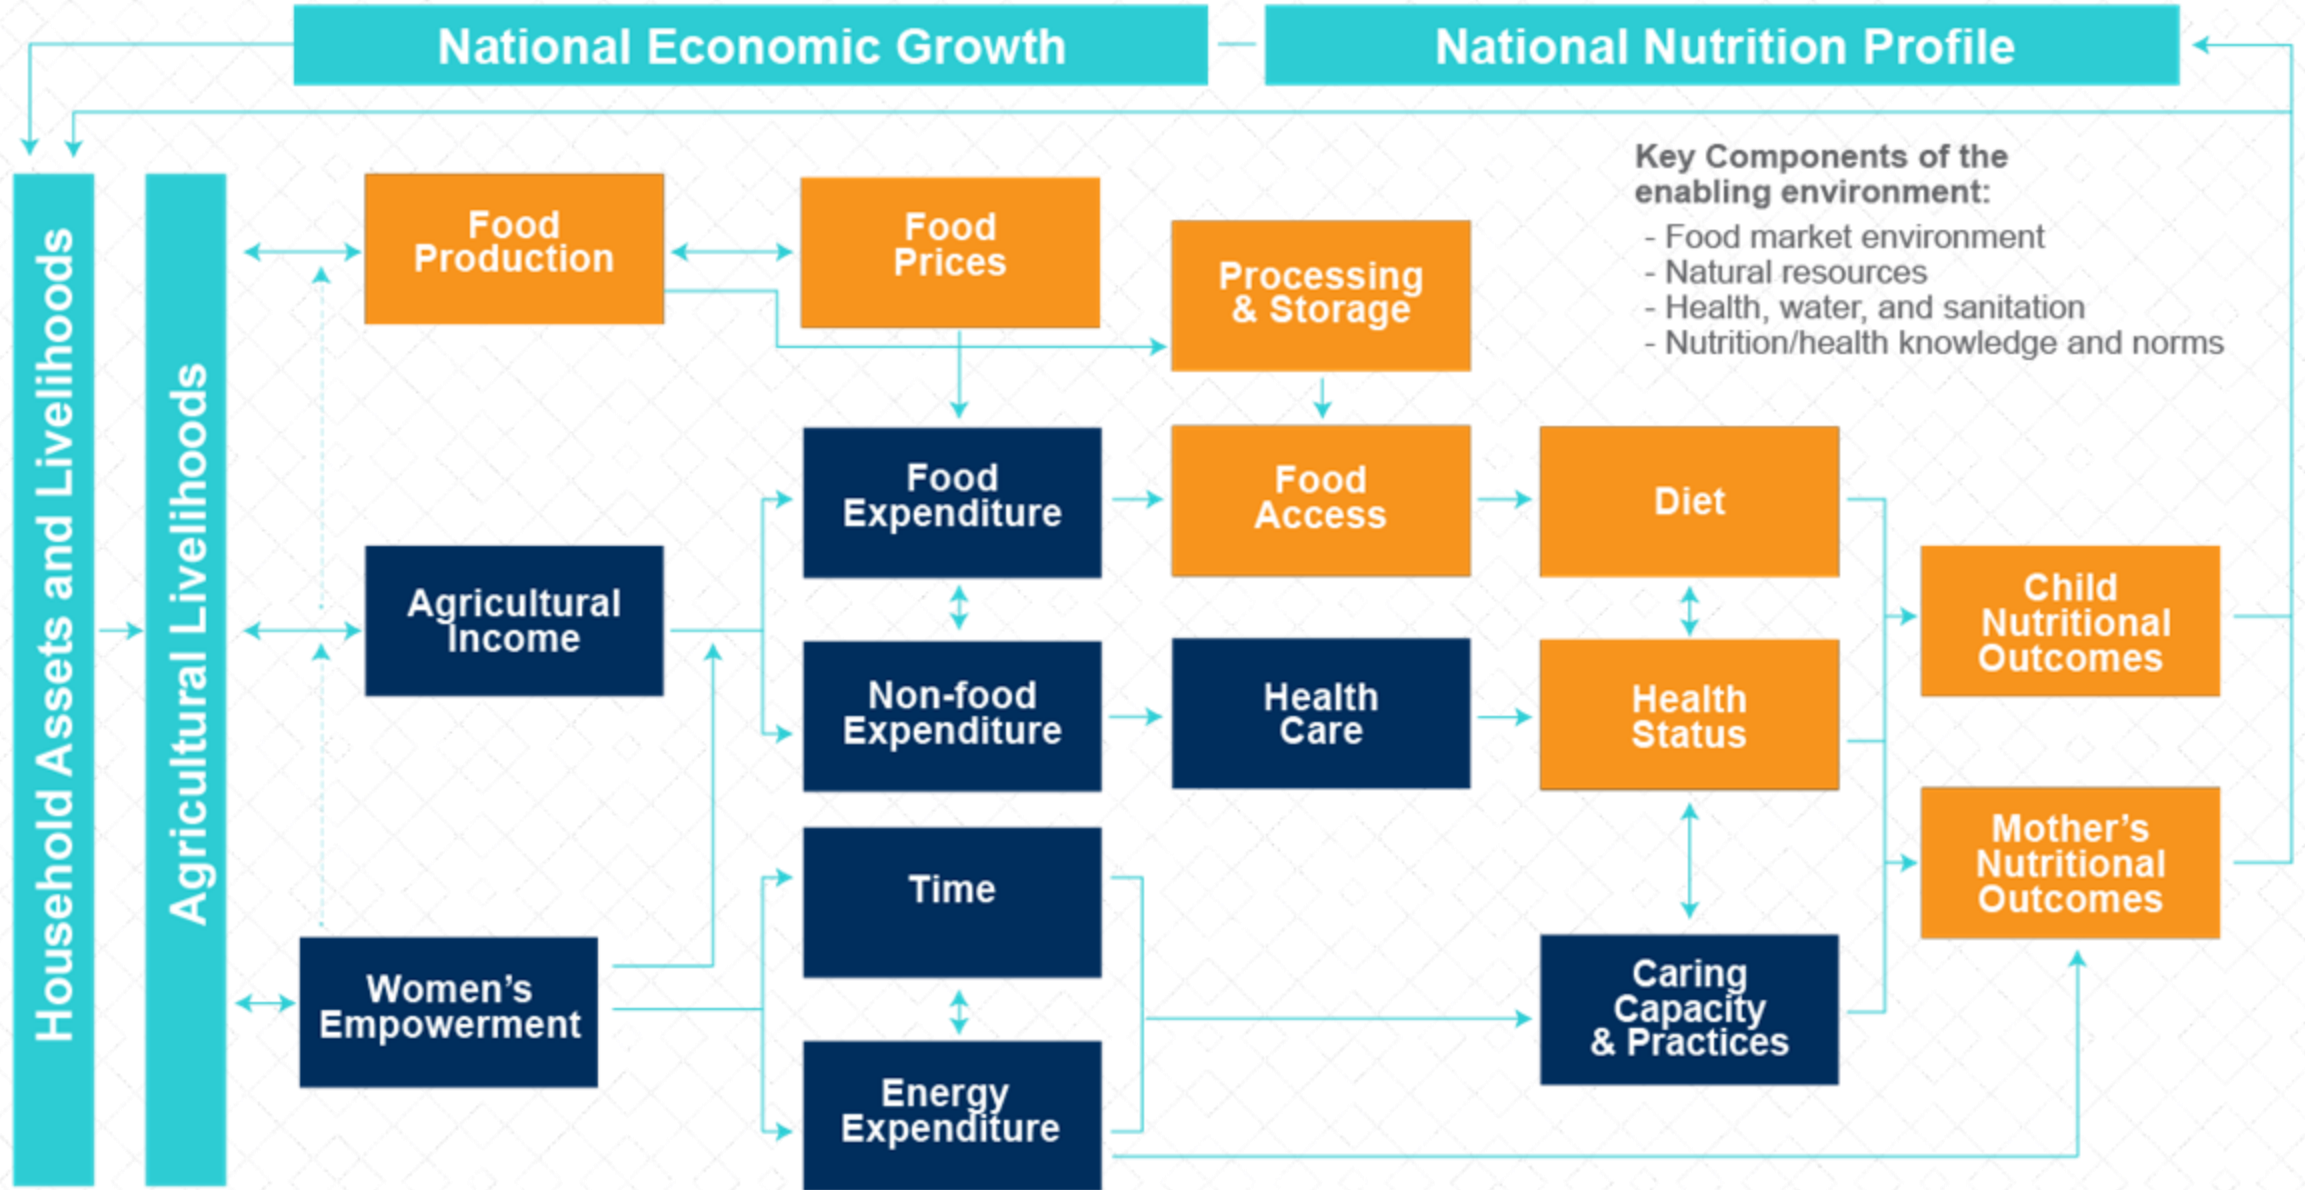 National Economic Growth
National Nutrition Profile
Household Assets and Livelihoods
Agricultural Livelihoods
Food
Production
Food
Prices
Processing
& Storage
Key Components of the
enabling environment:
- Food market environment
- Natural resources
- Health, water, and sanitation
- Nutrition/health knowledge and norms
Food
Expenditure
Food
Access
Diet
Agricultural
Income
Child
Nutritional
Outcomes
Non-food
Expenditure
Health
Care
Health
Status
Mother’s
Nutritional
Outcomes
Time
Women’s
Empowerment
Caring
Capacity
& Practices
Energy
Expenditure